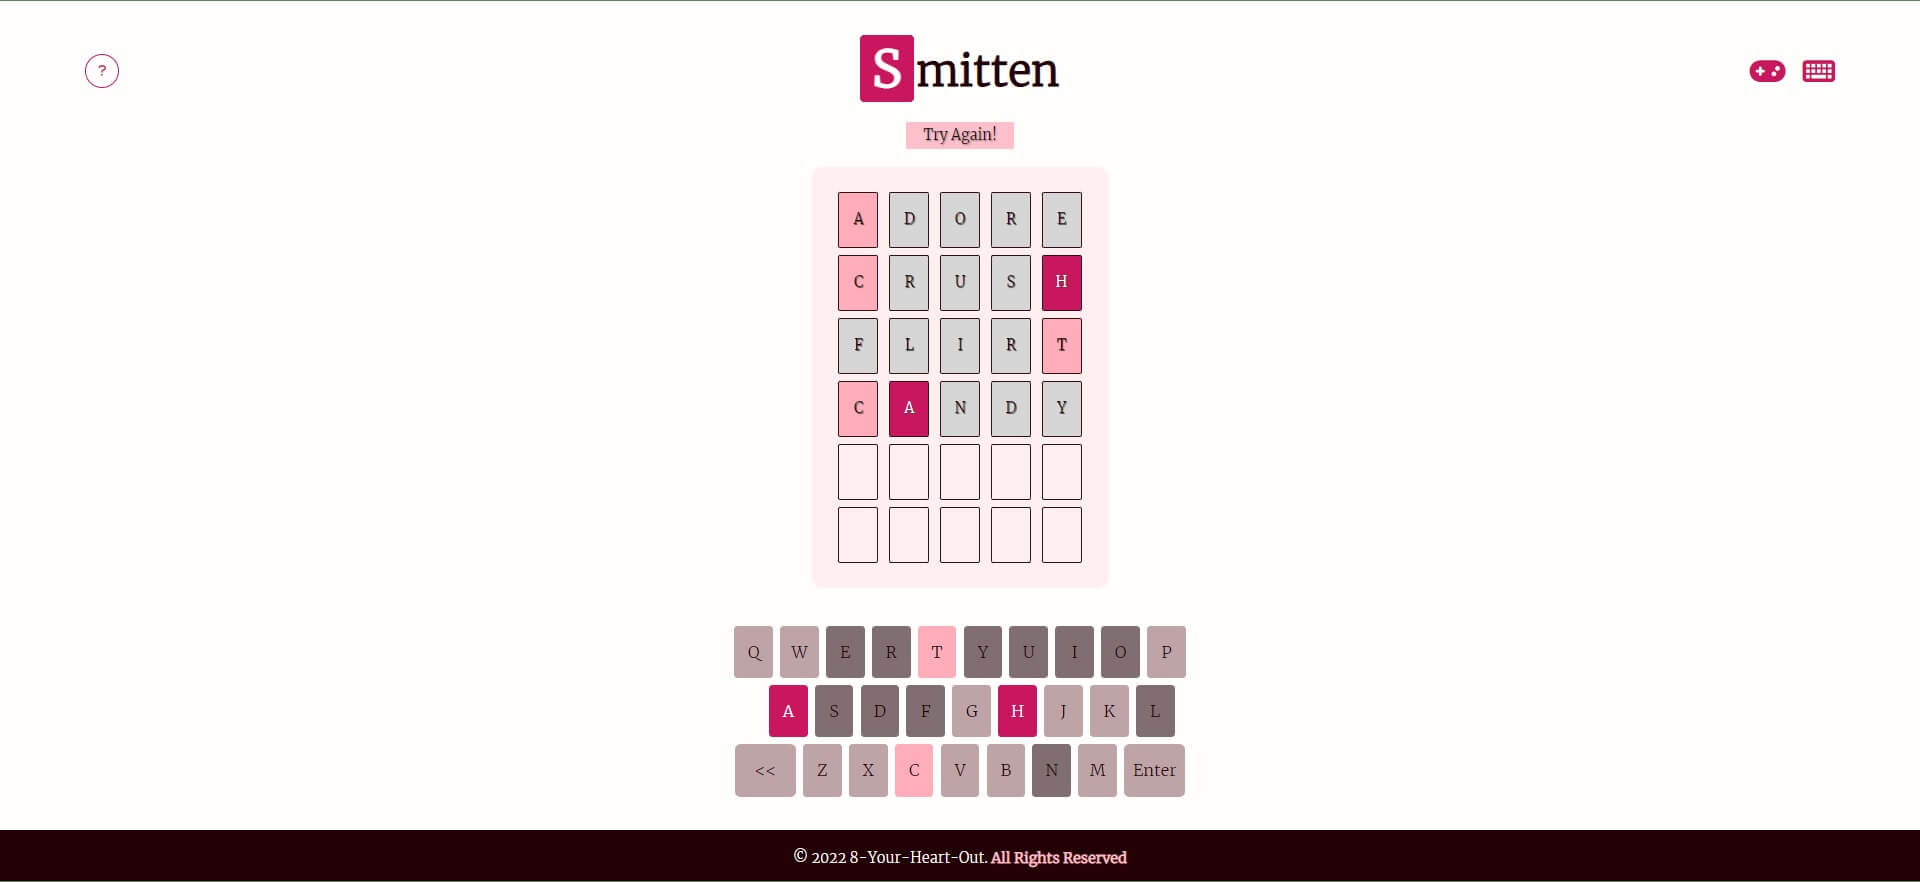 ?
Smitten
Try Again!
A D O R E
C R U S H
F L I R T
C A N D Y
Q W E R T Y U I O P
A S D F G H J K L
<< Z X C V B N M Enter
© 2022 8-Your-Heart-Out. All Rights Reserved